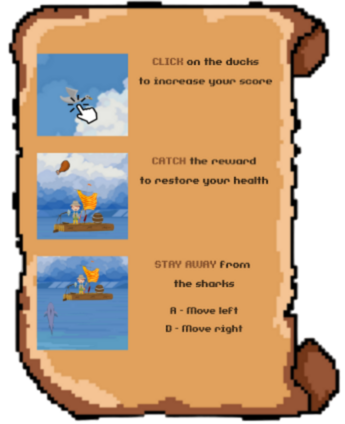 CLICK on the ducks
to increase your score
CATCH the reward
to restore your health
STAY AWAY from
the sharks
A - Move left
D - Move right